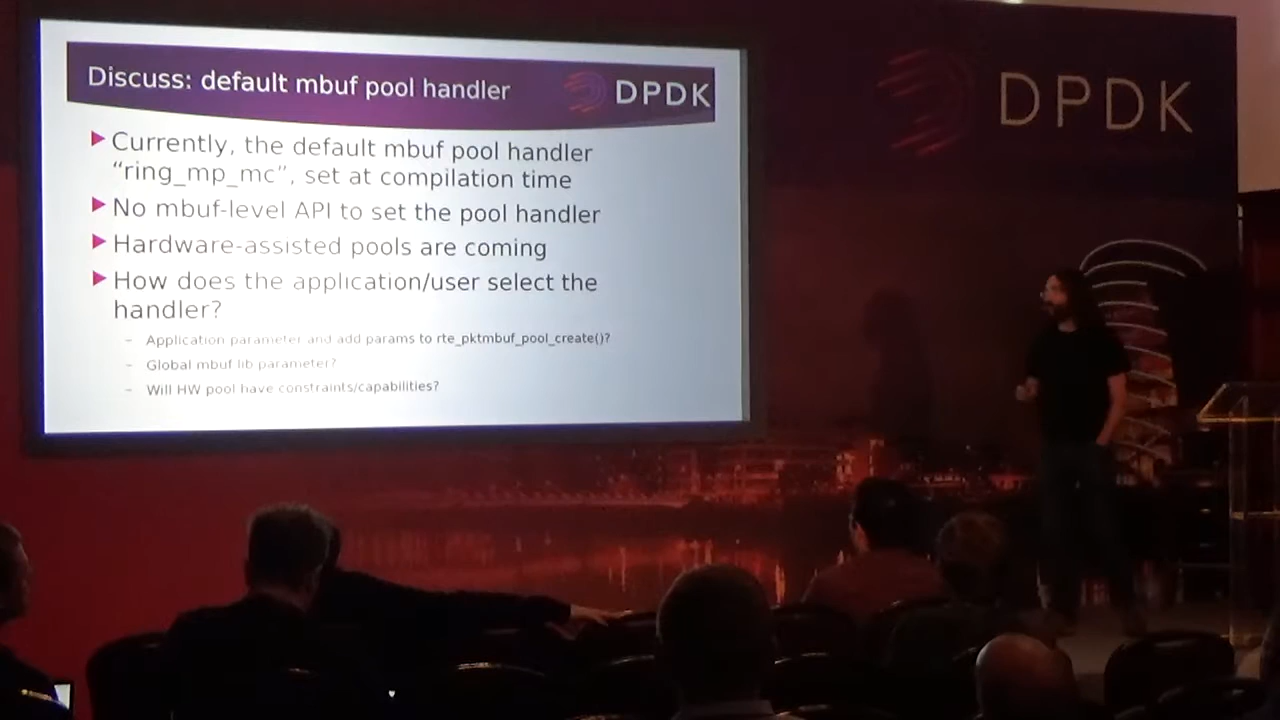 Discuss: default mbuf pool handler
DPDK
DPDK
Currently, the default mbuf pool handler
“ring_mp_mc”, set at compilation time
No mbuf-level API to set the pool handler
Hardware-assisted pools are coming
How does the application/user select the
handler?
– Application parameter and add params to rte_pktmbuf_pool_create()?
– Global mbuf lib parameter?
– Will HW pool have constraints/capabilities?